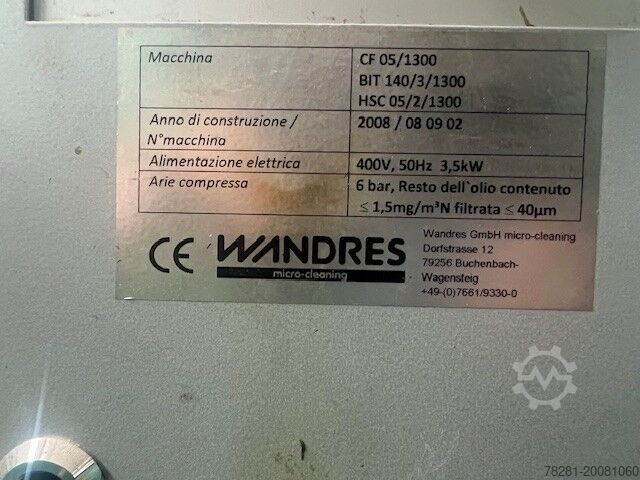 Macchina
CF 05/1300
BIT 140/3/1300
HSC 05/2/1300
Anno di construzione /
N°macchina
2008 / 08 09 02
Alimentazione elettrica
400V, 50Hz 3,5kW
Arie compressa
6 bar, Resto dell`olio contenuto
≤ 1,5mg/m³N filtrata ≤ 40µm
CE WANDRES
micro-cleaning
Wandres GmbH micro-cleaning
Dorfstrasse 12
79256 Buchenbach-
Wagensteig
+49-(0)7661/9330-0
78281-20081060